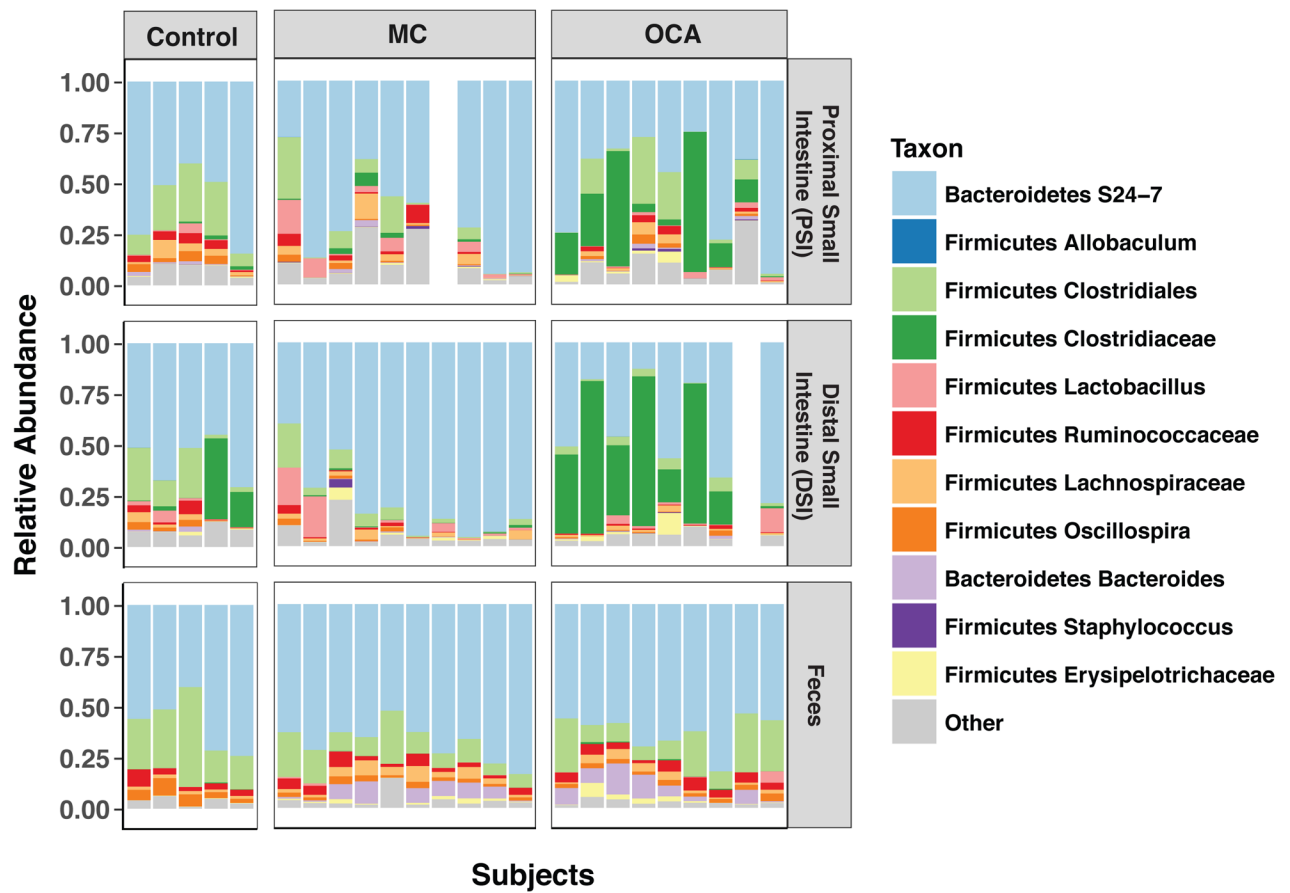 Control
MC
OCA
Relative Abundance
1.00
0.75
0.50
0.25
0.00
Proximal Small
Intestine (PSI)
1.00
0.75
0.50
0.25
0.00
Distal Small
Intestine (DSI)
1.00
0.75
0.50
0.25
0.00
Feces
Subjects
Taxon
Bacteroidetes S24–7
Firmicutes Allobaculum
Firmicutes Clostridiales
Firmicutes Clostridiaceae
Firmicutes Lactobacillus
Firmicutes Ruminococcaceae
Firmicutes Lachnospiraceae
Firmicutes Oscillospira
Bacteroidetes Bacteroides
Firmicutes Staphylococcus
Firmicutes Erysipelotrichaceae
Other